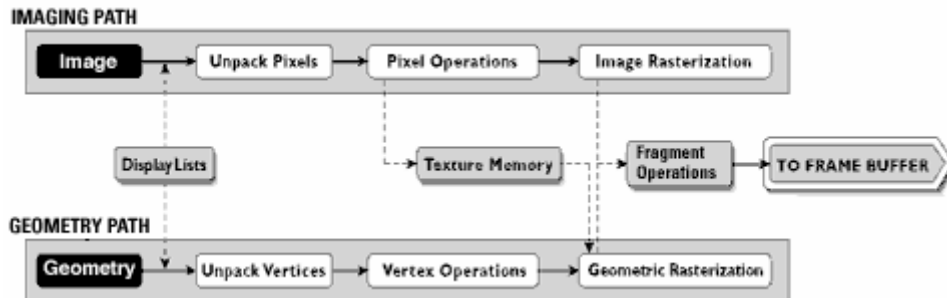 IMAGING PATH
Image
Unpack Pixels
Pixel Operations
Image Rasterization
Display Lists
Texture Memory
Fragment
Operations
TO FRAME BUFFER
GEOMETRY PATH
Geometry
Unpack Vertices
Vertex Operations
Geometric Rasterization